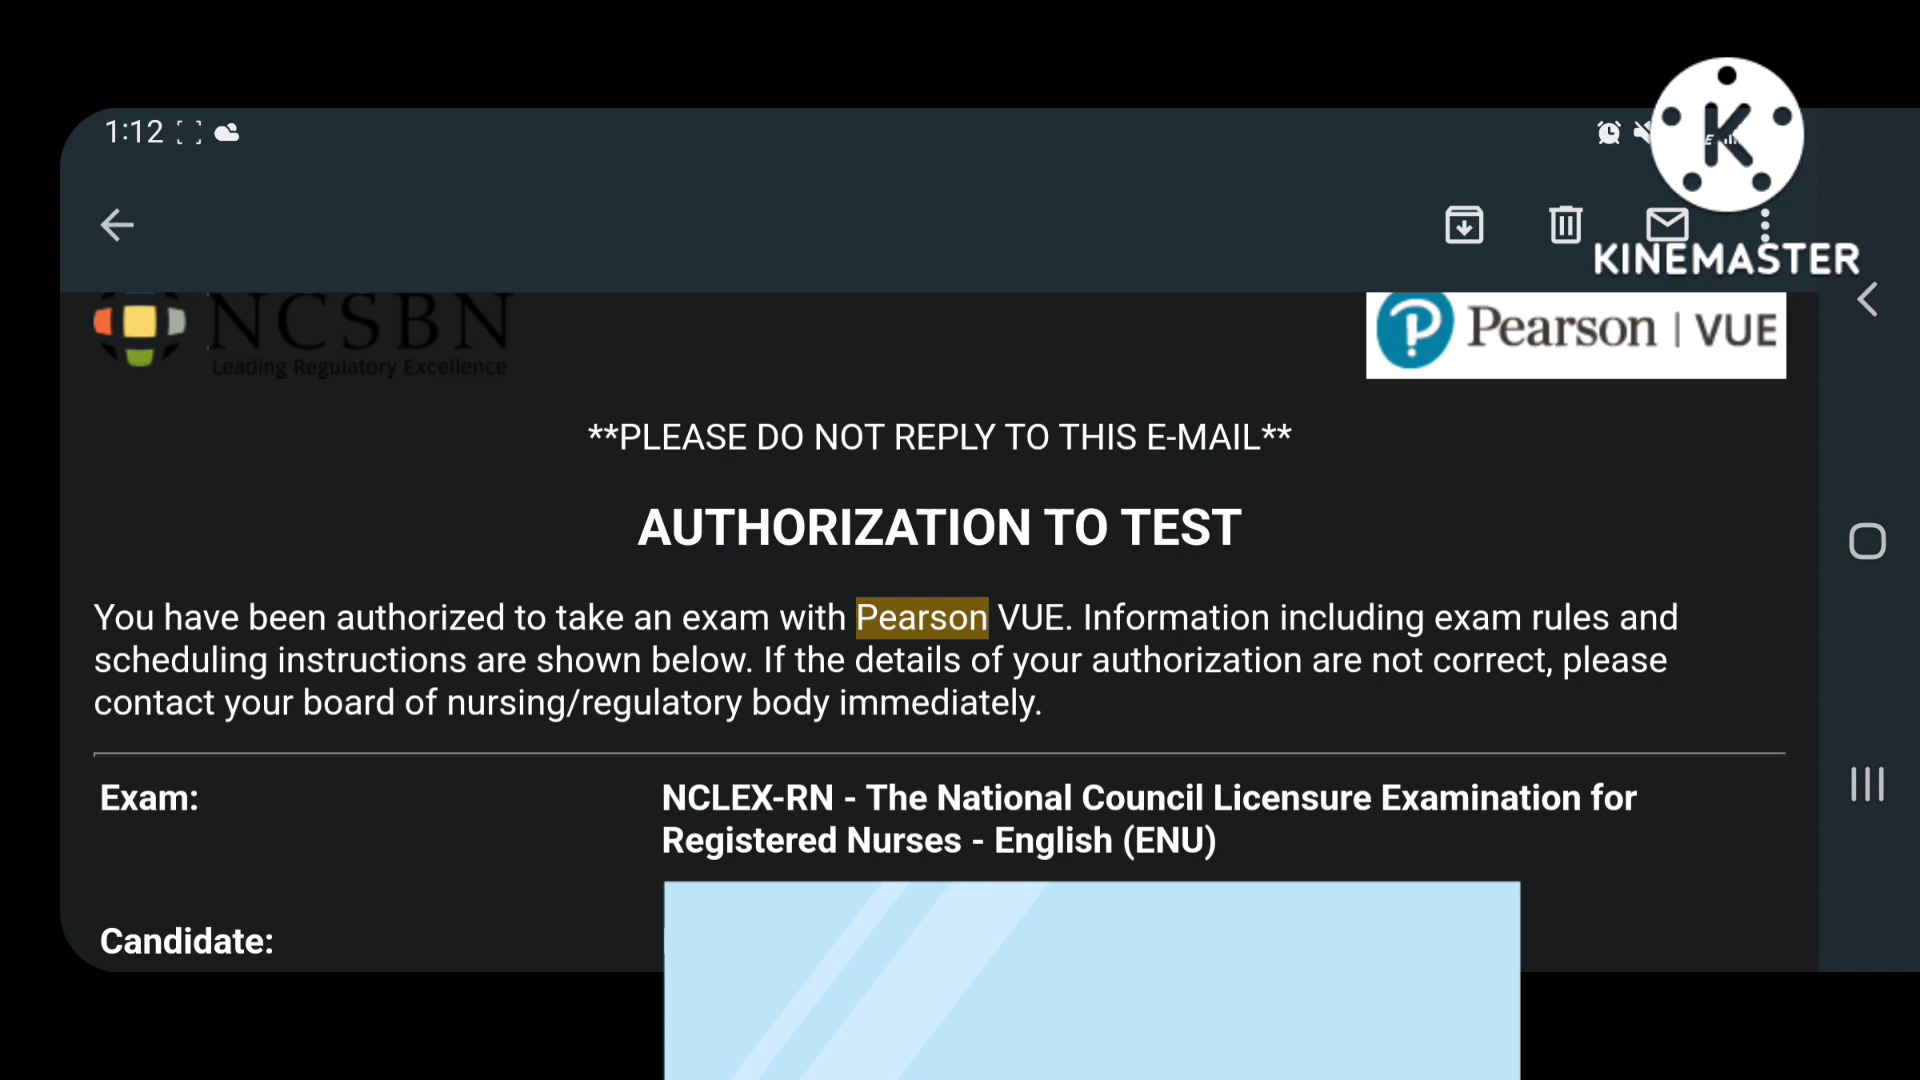 1:12
K
KINEMASTER
NCSBN
Leading Regulatory Excellence
Pearson | VUE
**PLEASE DO NOT REPLY TO THIS E-MAIL**
AUTHORIZATION TO TEST
You have been authorized to take an exam with Pearson VUE. Information including exam rules and
scheduling instructions are shown below. If the details of your authorization are not correct, please
contact your board of nursing/regulatory body immediately.
Exam:
NCLEX-RN - The National Council Licensure Examination for
Registered Nurses - English (ENU)
Candidate: